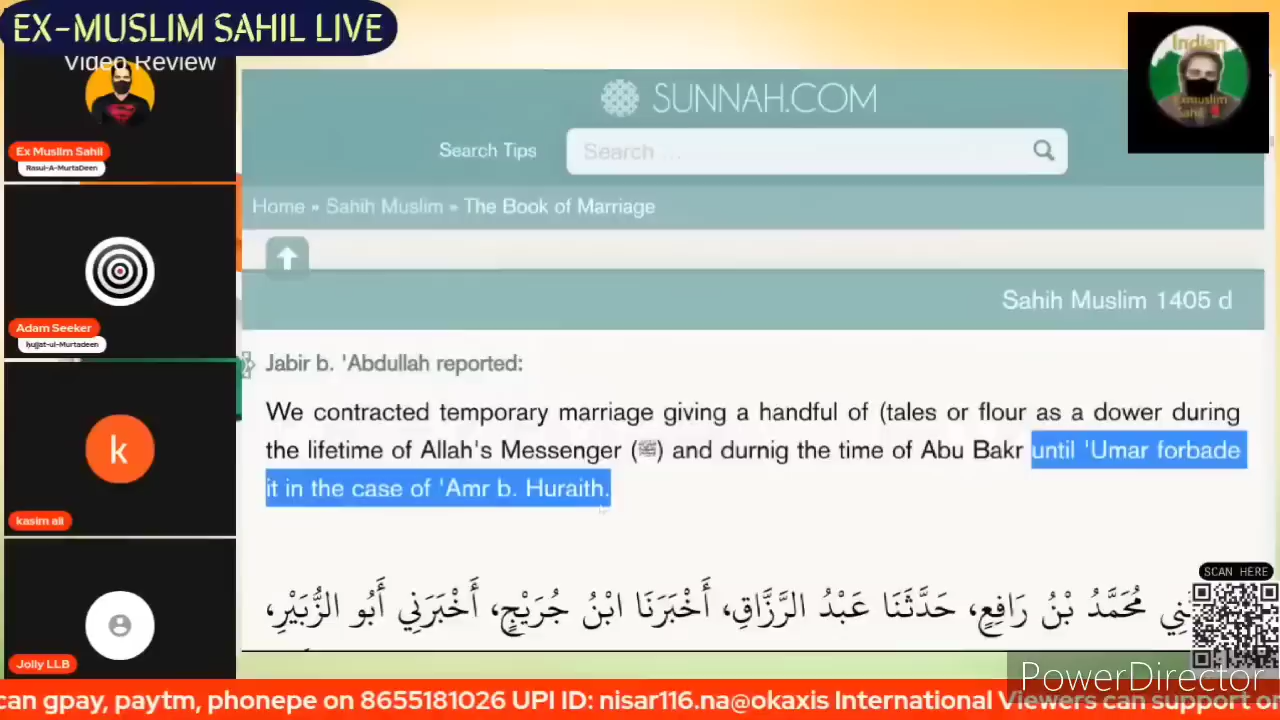 EX-MUSLIM SAHIL LIVE
Video Review
Ex Muslim Sahil
Rasul-A-MurtaDeen
Adam Seeker
kasim ali
k
Jolly LLB
Indian
Exmuslim
Sahil
SUNNAH.COM
Search Tips
Search ...
Home » Sahih Muslim » The Book of Marriage
Sahih Muslim 1405 d
Jabir b. 'Abdullah reported:
We contracted temporary marriage giving a handful of (tales or flour as a dower during
the lifetime of Allah's Messenger (ﷺ) and durnig the time of Abu Bakr until 'Umar forbade
it in the case of 'Amr b. Huraith.
مُحَمَّدُ بْنُ رَافِعٍ، حَدَّثَنَا عَبْدُ الرَّزَّاقِ، أَخْبَرَنَا ابْنُ جُرَيْجٍ، أَخْبَرَنِي أَبُو الزُّبَيْرِ،
SCAN HERE
PowerDirector
can gpay, paytm, phonepe on 8655181026 UPI ID: nisar116.na@okaxis International Viewers can support